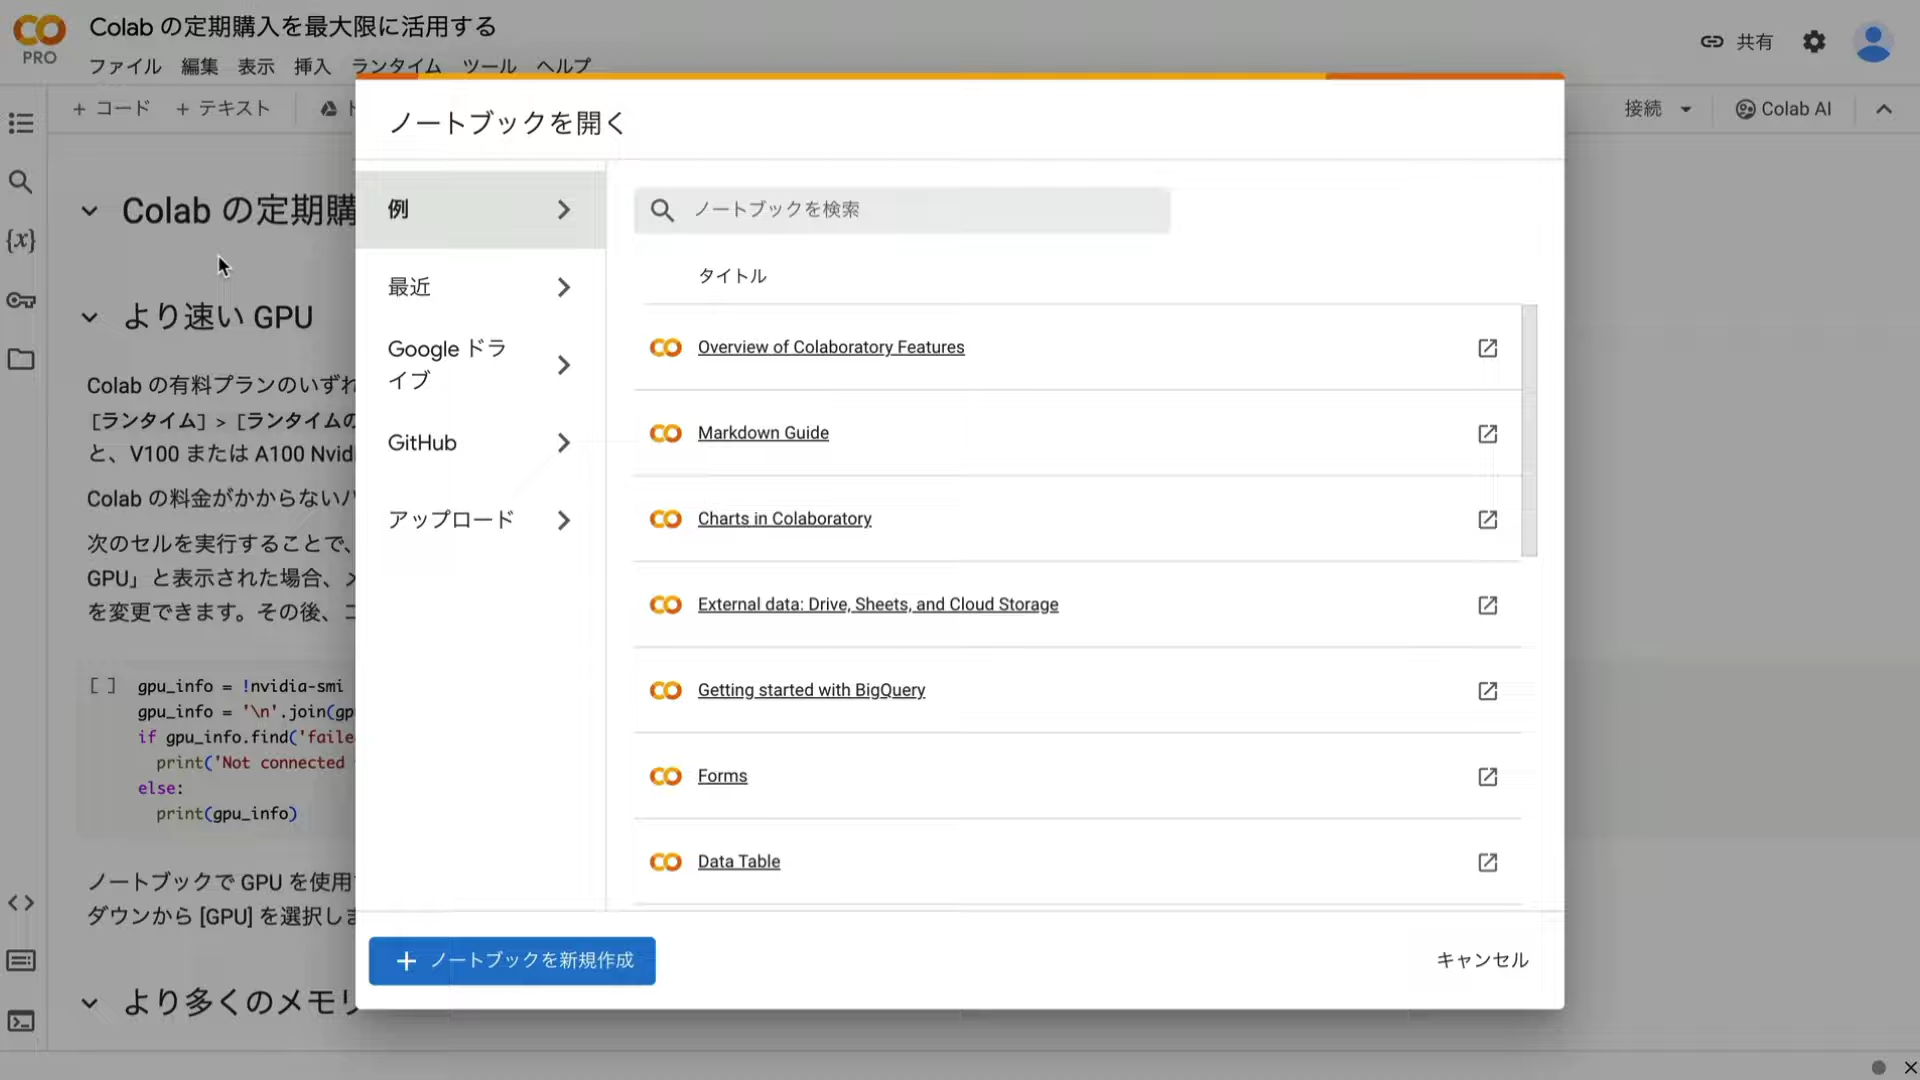 Colab の定期購入を最大限に活用する
PRO
ファイル 編集 表示 挿入 ランタイム ツール ヘルプ
共有
+ コード + テキスト
接続
Colab AI
ノートブックを開く
例
最近
Google ドラ
イブ
GitHub
アップロード
ノートブックを検索
タイトル
Overview of Colaboratory Features
Markdown Guide
Charts in Colaboratory
External data: Drive, Sheets, and Cloud Storage
Getting started with BigQuery
Forms
Data Table
+ ノートブックを新規作成
キャンセル
Colab の定期購
より速い GPU
Colab の有料プランのいずれ
[ランタイム] > [ランタイムの
と、V100 または A100 Nvidi
Colab の料金がかからないバ
次のセルを実行することで、
GPU」と表示された場合、メ
を変更できます。その後、コ
[ ] gpu_info = !nvidia-smi
gpu_info = '\n'.join(gp
if gpu_info.find('faile
print('Not connected
else:
print(gpu_info)
ノートブックで GPU を使用
ダウンから [GPU] を選択しま
より多くのメモリ